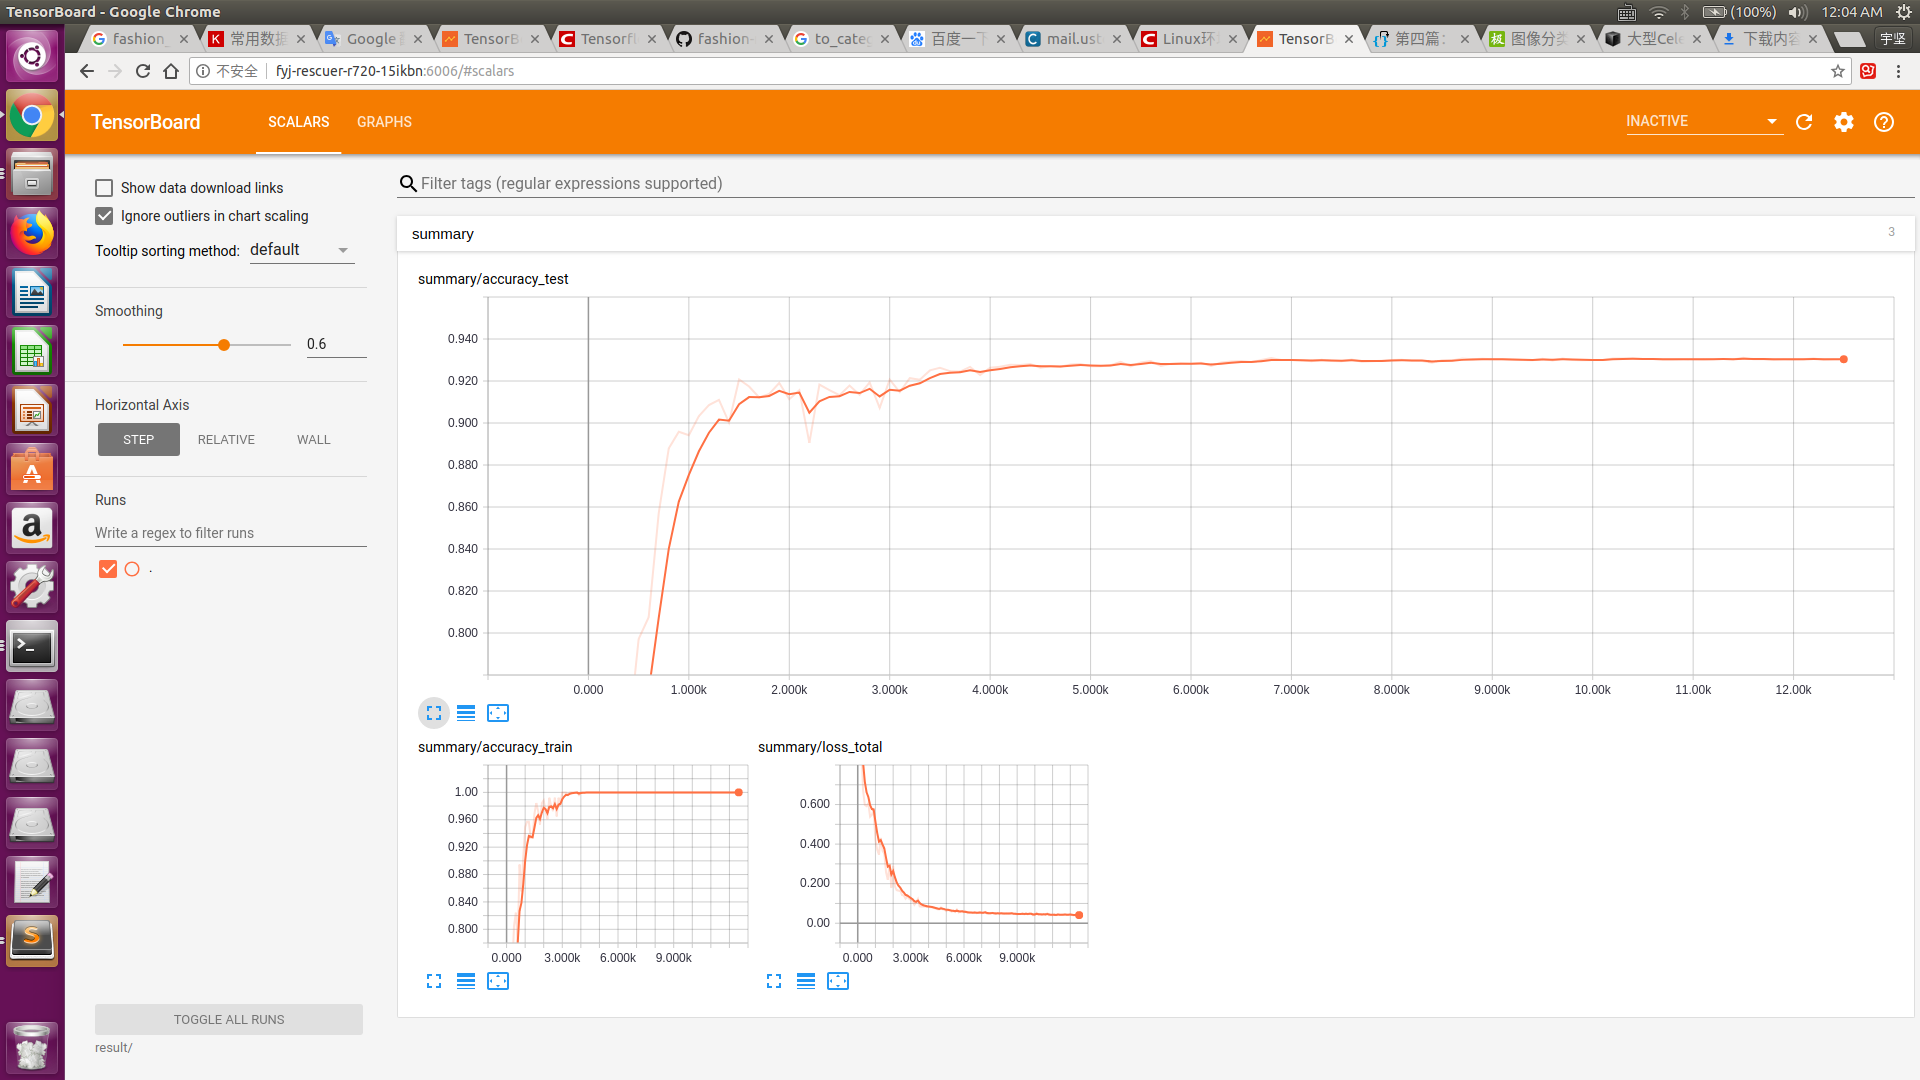 TensorBoard - Google Chrome
(100%) 12:04 AM
fashion_
常用数据
Google
TensorB
Tensorfl
fashion-
to_categ
百度一下
mail.ust
Linux环
TensorB
第四篇:
图像分类
大型Cele
下载内容
宇坚
不安全 fyj-rescuer-r720-15ikbn:6006/#scalars
TensorBoard
SCALARS GRAPHS
INACTIVE
Show data download links
Ignore outliers in chart scaling
Tooltip sorting method: default
Smoothing
0.6
Horizontal Axis
STEP RELATIVE WALL
Runs
Write a regex to filter runs
.
TOGGLE ALL RUNS
result/
Filter tags (regular expressions supported)
summary 3
summary/accuracy_test
0.940
0.920
0.900
0.880
0.860
0.840
0.820
0.800
0.000 1.000k 2.000k 3.000k 4.000k 5.000k 6.000k 7.000k 8.000k 9.000k 10.00k 11.00k 12.00k
summary/accuracy_train
1.00
0.960
0.920
0.880
0.840
0.800
0.000 3.000k 6.000k 9.000k
summary/loss_total
0.600
0.400
0.200
0.00
0.000 3.000k 6.000k 9.000k